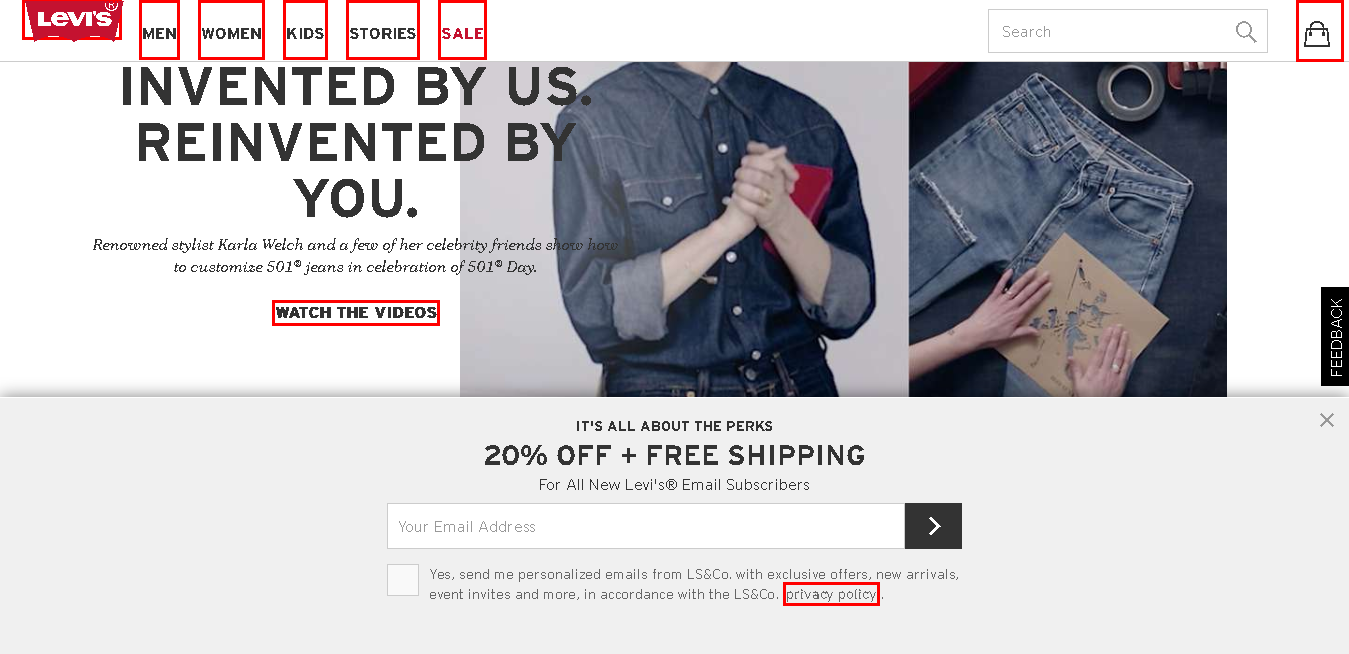 Levi's®
MEN
WOMEN
KIDS
STORIES
SALE
Search
INVENTED BY US.
REINVENTED BY
YOU.
Renowned stylist Karla Welch and a few of her celebrity friends show how
to customize 501® jeans in celebration of 501® Day.
WATCH THE VIDEOS
FEEDBACK
IT'S ALL ABOUT THE PERKS
20% OFF + FREE SHIPPING
For All New Levi's® Email Subscribers
Your Email Address
Yes, send me personalized emails from LS&Co. with exclusive offers, new arrivals,
event invites and more, in accordance with the LS&Co. privacy policy.